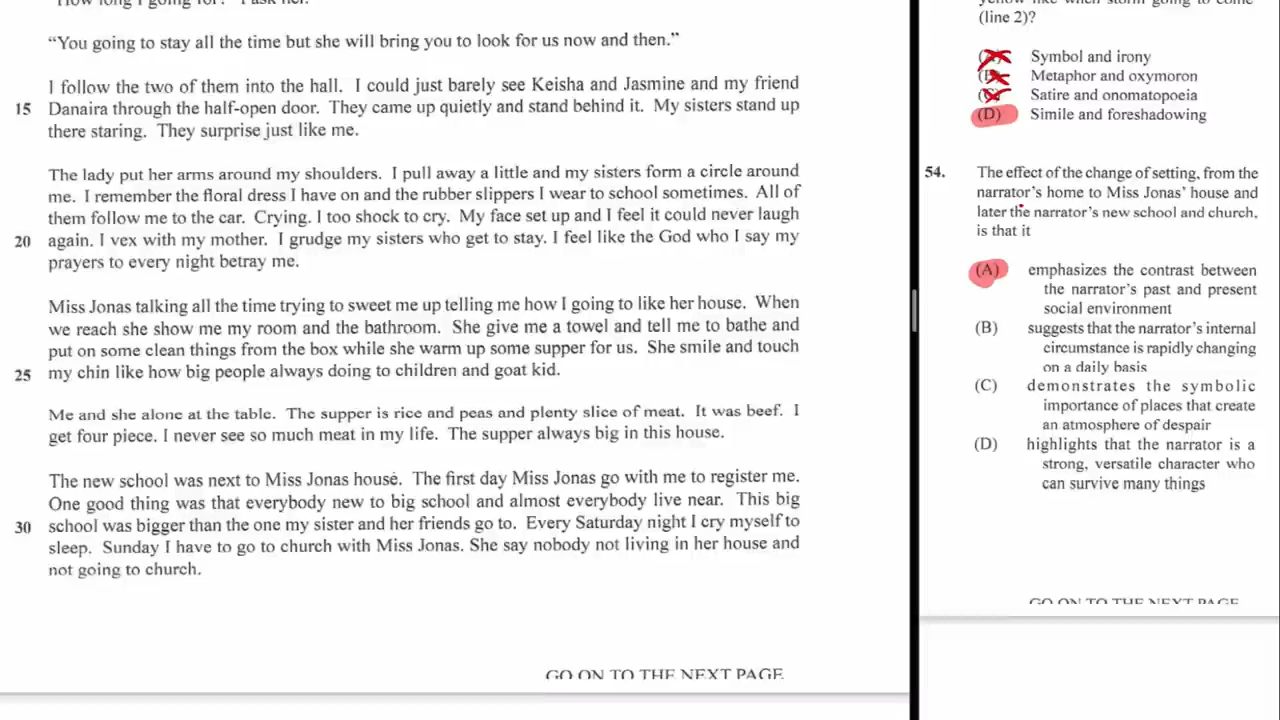 "How long I going for?" I ask her.
"You going to stay all the time but she will bring you to look for us now and then."
I follow the two of them into the hall. I could just barely see Keisha and Jasmine and my friend
15 Danaira through the half-open door. They came up quietly and stand behind it. My sisters stand up
there staring. They surprise just like me.
The lady put her arms around my shoulders. I pull away a little and my sisters form a circle around
me. I remember the floral dress I have on and the rubber slippers I wear to school sometimes. All of
them follow me to the car. Crying. I too shock to cry. My face set up and I feel it could never laugh
20 again. I vex with my mother. I grudge my sisters who get to stay. I feel like the God who I say my
prayers to every night betray me.
Miss Jonas talking all the time trying to sweet me up telling me how I going to like her house. When
we reach she show me my room and the bathroom. She give me a towel and tell me to bathe and
put on some clean things from the box while she warm up some supper for us. She smile and touch
25 my chin like how big people always doing to children and goat kid.
Me and she alone at the table. The supper is rice and peas and plenty slice of meat. It was beef. I
get four piece. I never see so much meat in my life. The supper always big in this house.
The new school was next to Miss Jonas house. The first day Miss Jonas go with me to register me.
One good thing was that everybody new to big school and almost everybody live near. This big
30 school was bigger than the one my sister and her friends go to. Every Saturday night I cry myself to
sleep. Sunday I have to go to church with Miss Jonas. She say nobody not living in her house and
not going to church.
GO ON TO THE NEXT PAGE
yellow like when storm going to come
(line 2)?
(A) Symbol and irony
(B) Metaphor and oxymoron
(C) Satire and onomatopoeia
(D) Simile and foreshadowing
54. The effect of the change of setting, from the
narrator's home to Miss Jonas' house and
later the narrator's new school and church,
is that it
(A) emphasizes the contrast between
the narrator's past and present
social environment
(B) suggests that the narrator's internal
circumstance is rapidly changing
on a daily basis
(C) demonstrates the symbolic
importance of places that create
an atmosphere of despair
(D) highlights that the narrator is a
strong, versatile character who
can survive many things
GO ON TO THE NEXT PAGE